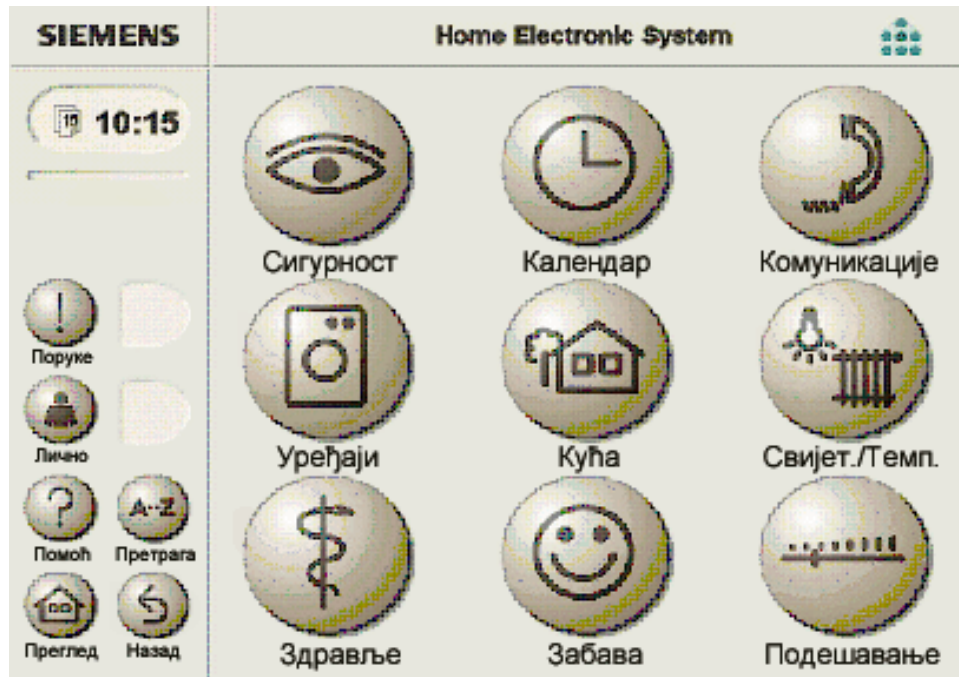 SIEMENS
Home Electronic System
10:15
Сигурност
Календар
Комуникације
Поруке
Уређаји
Кућа
Свијет./Темп.
Лично
A--Z
Помоћ
Претрага
Преглед
Назад
Здравље
Забава
Подешавање